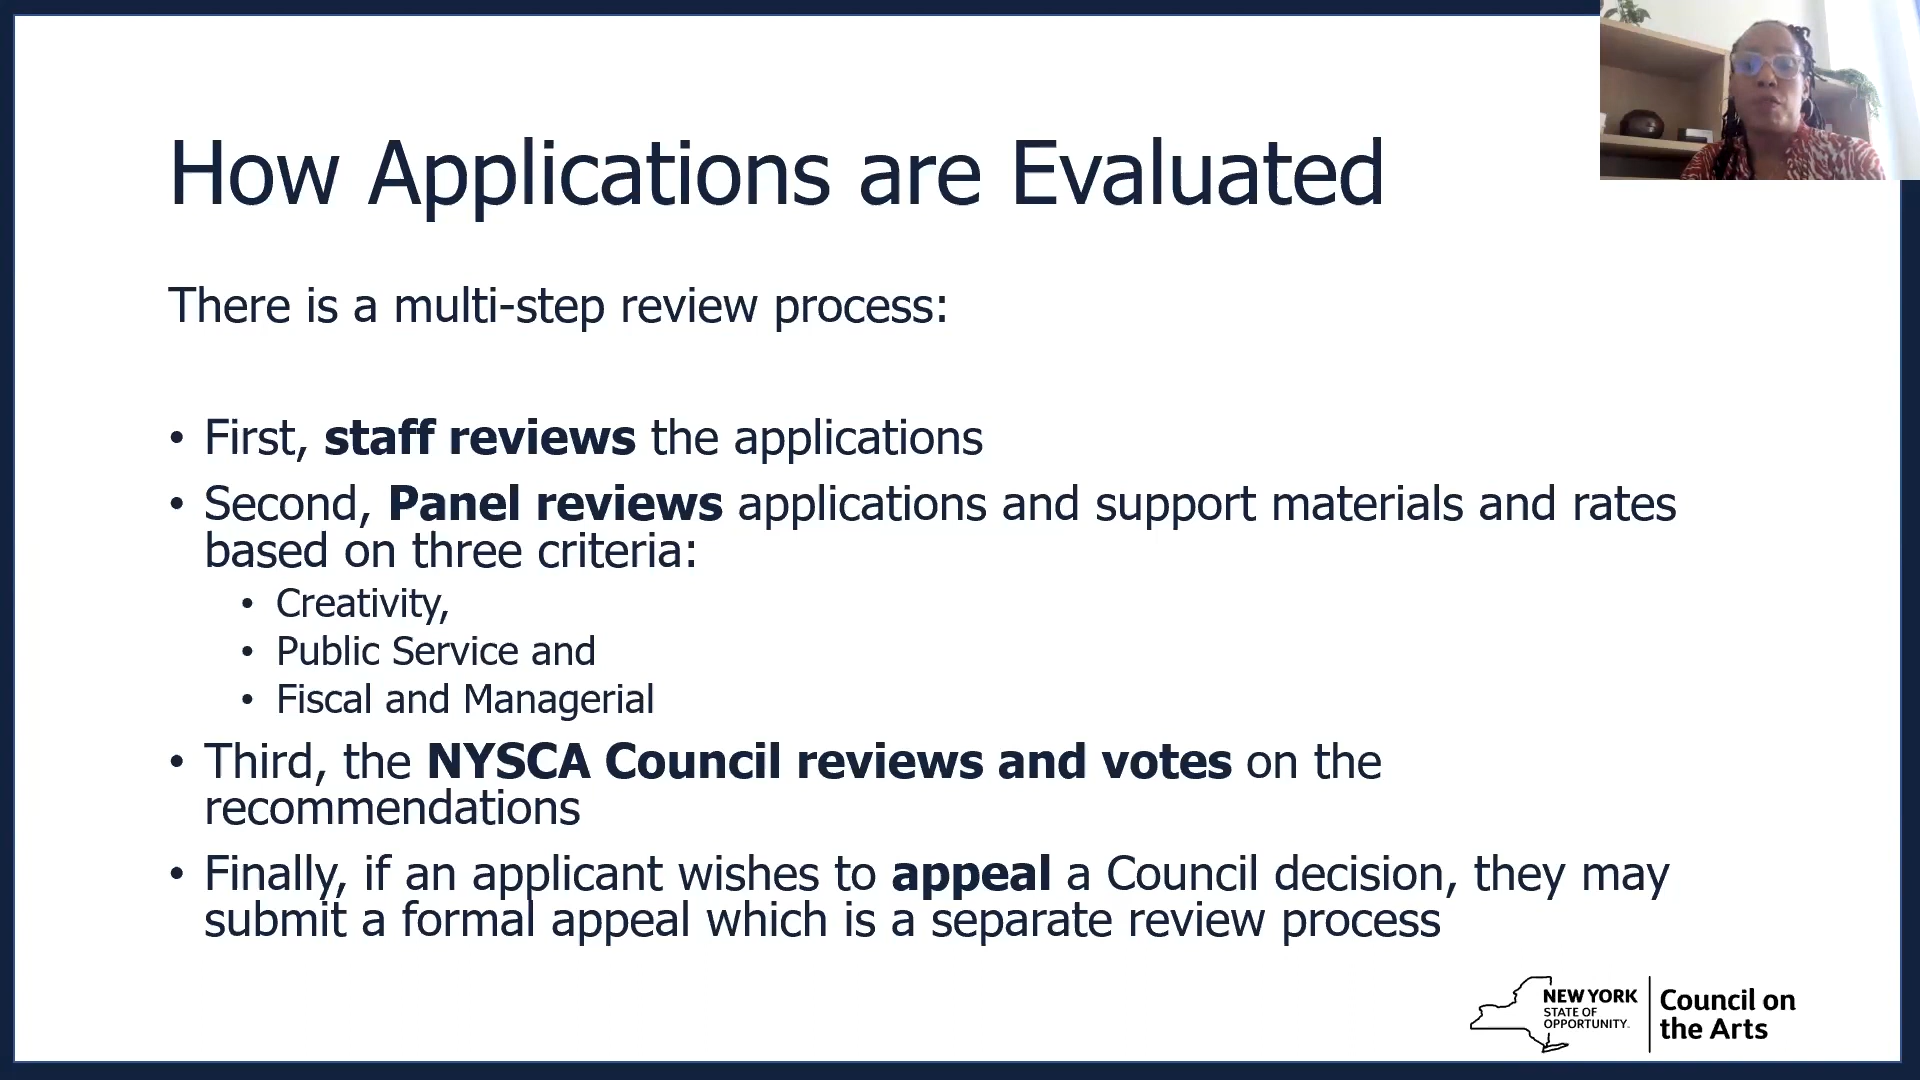 How Applications are Evaluated
There is a multi-step review process:
• First, staff reviews the applications
• Second, Panel reviews applications and support materials and rates
based on three criteria:
• Creativity,
• Public Service and
• Fiscal and Managerial
• Third, the NYSCA Council reviews and votes on the
recommendations
• Finally, if an applicant wishes to appeal a Council decision, they may
submit a formal appeal which is a separate review process
NEW YORK
STATE OF
OPPORTUNITY.
Council on
the Arts